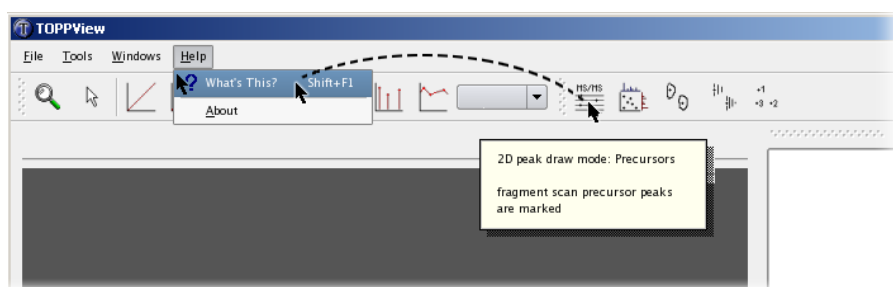 TOPPView
File Tools Windows Help
What's This? Shift+F1
About
MS/MS
+1
+3 +2
2D peak draw mode: Precursors
fragment scan precursor peaks
are marked